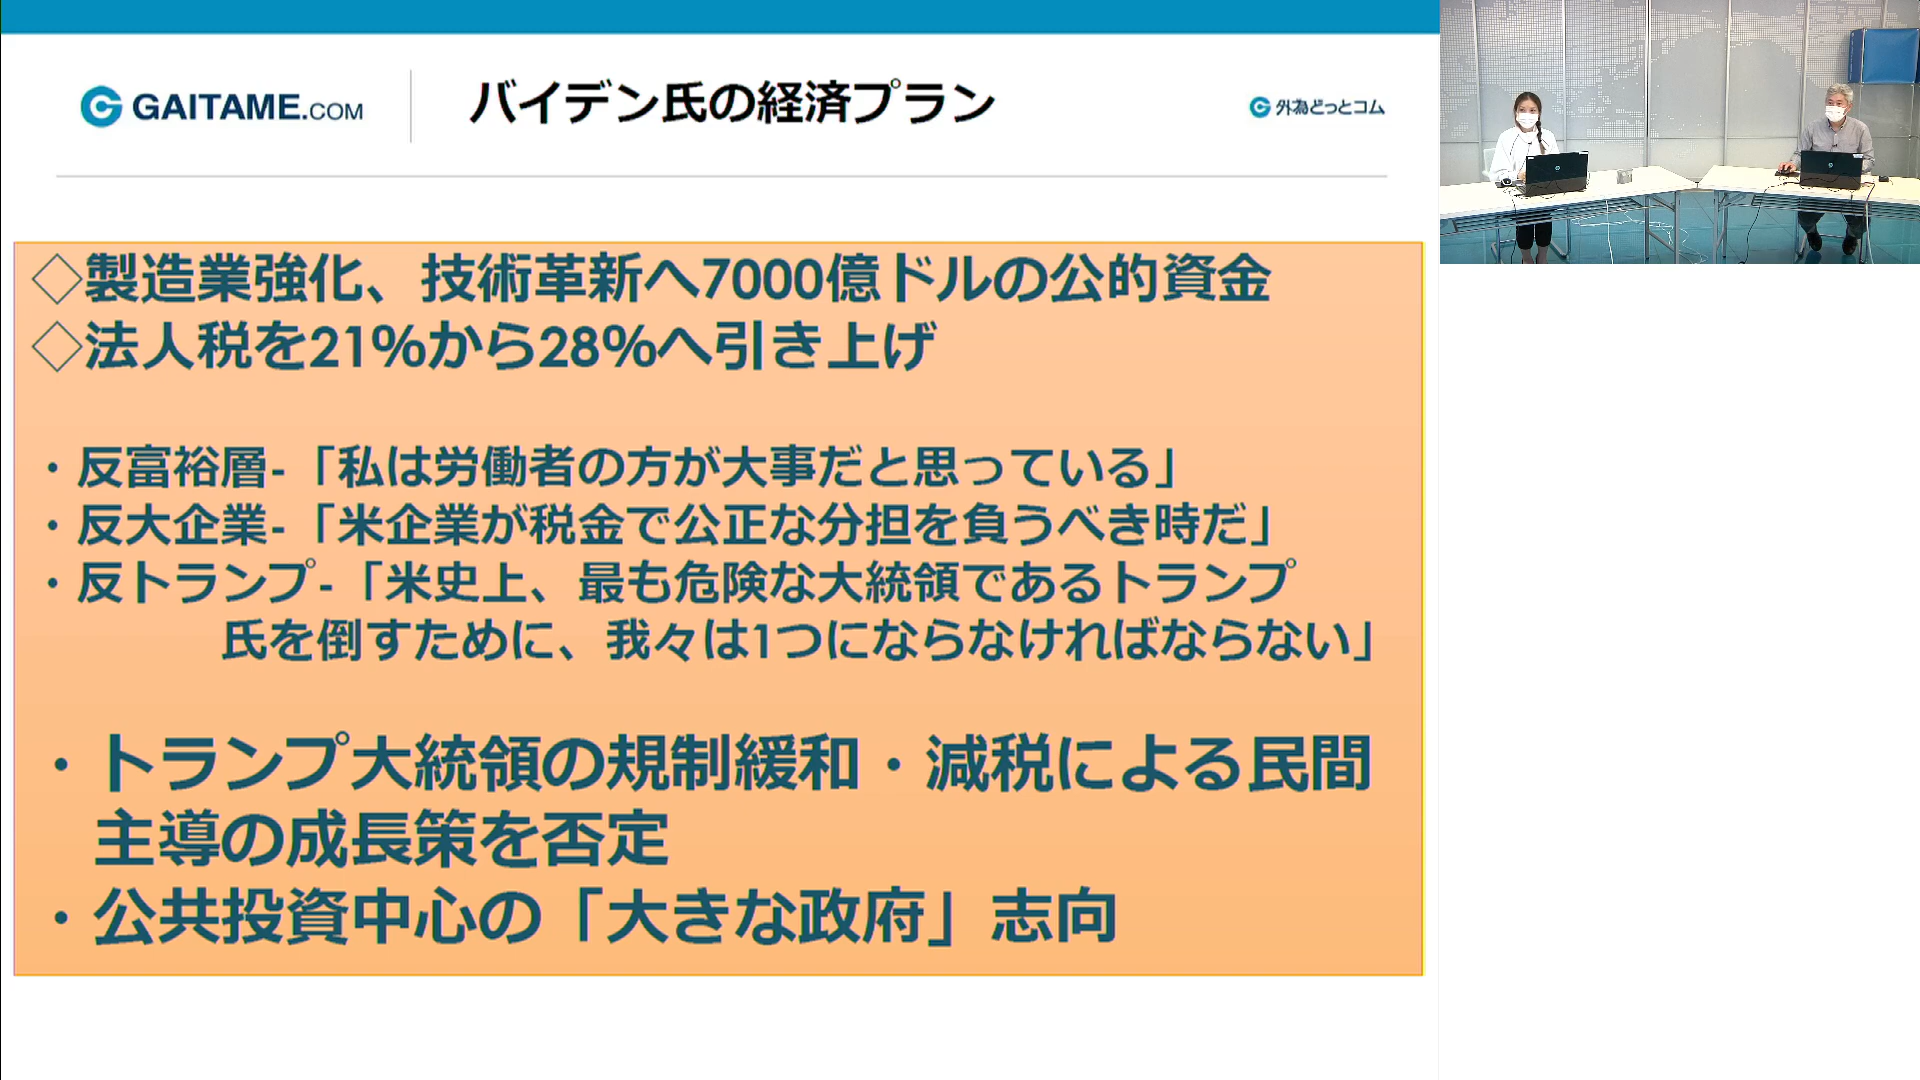 GAITAME.COM
バイデン氏の経済プラン
外為どっとコム
◇製造業強化、技術革新へ7000億ドルの公的資金
◇法人税を21%から28%へ引き上げ
・反富裕層-「私は労働者の方が大事だと思っている」
・反大企業-「米企業が税金で公正な分担を負うべき時だ」
・反トランプ-「米史上、最も危険な大統領であるトランプ
氏を倒すために、我々は1つにならなければならない」
・トランプ大統領の規制緩和・減税による民間
主導の成長策を否定
・公共投資中心の「大きな政府」志向